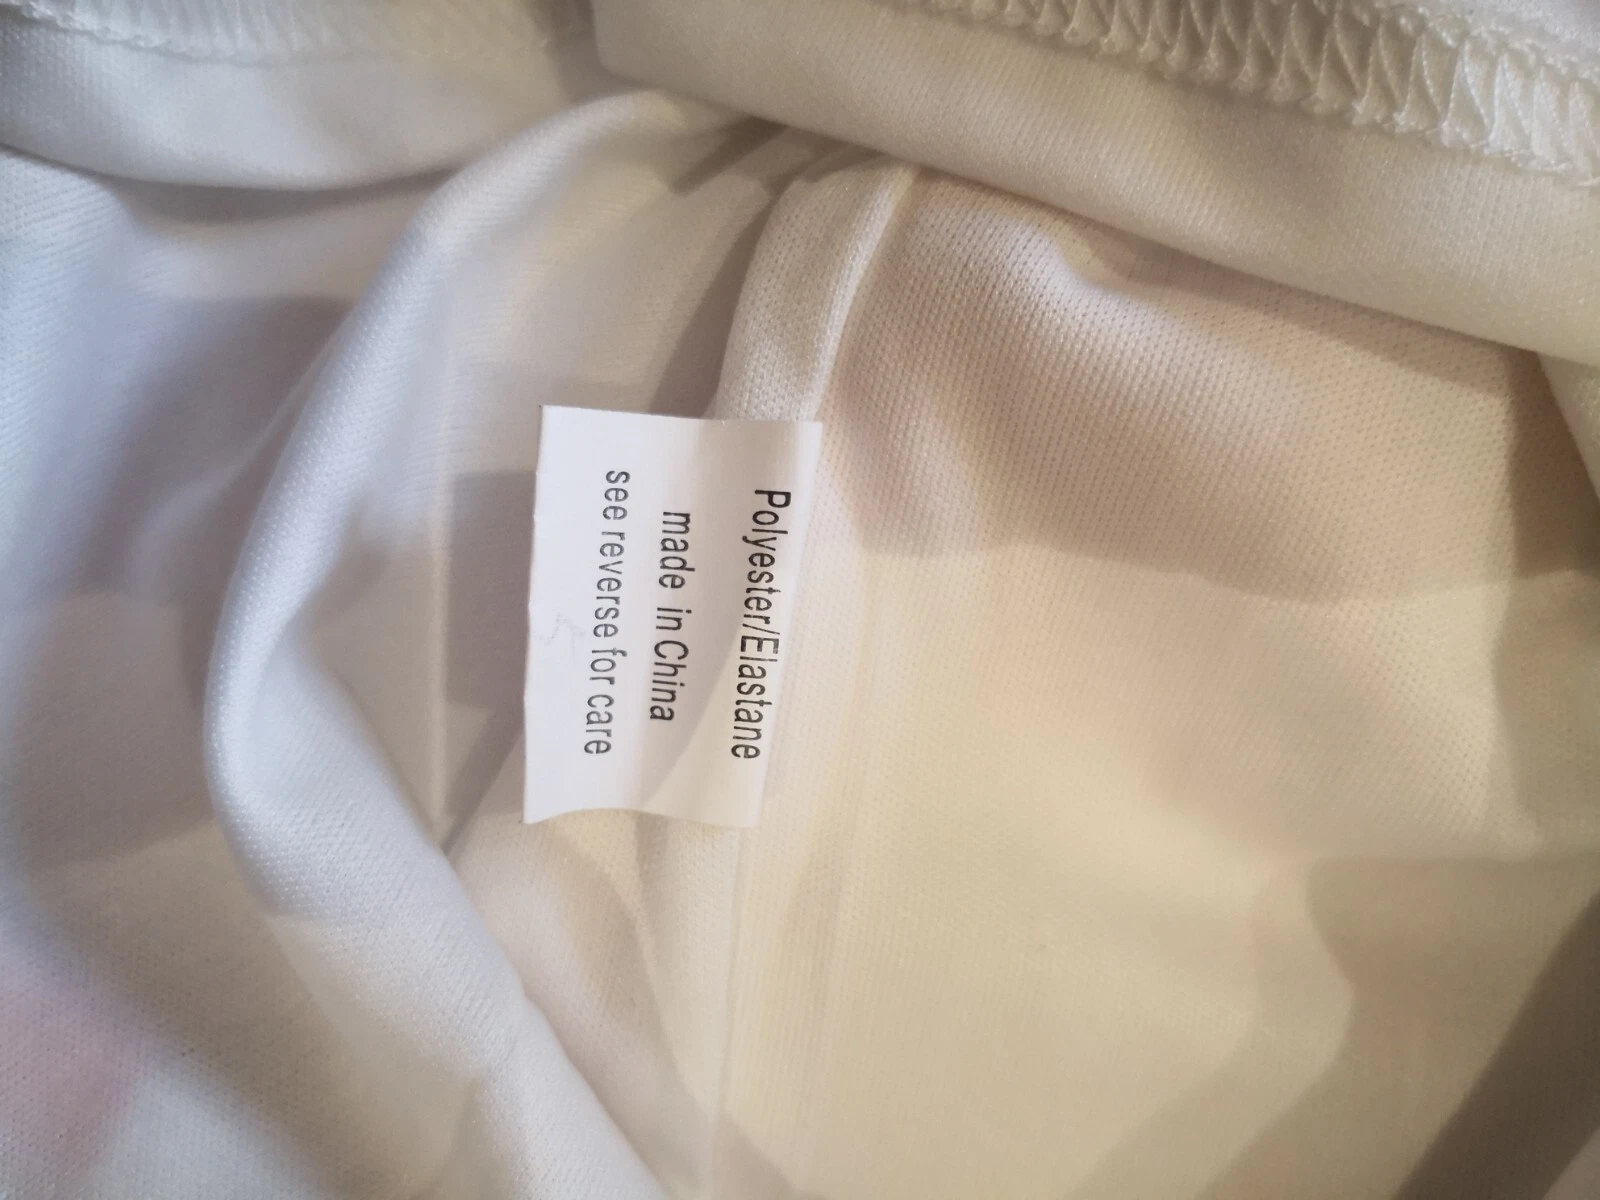 Polyester/Elastane
made in China
see reverse for care